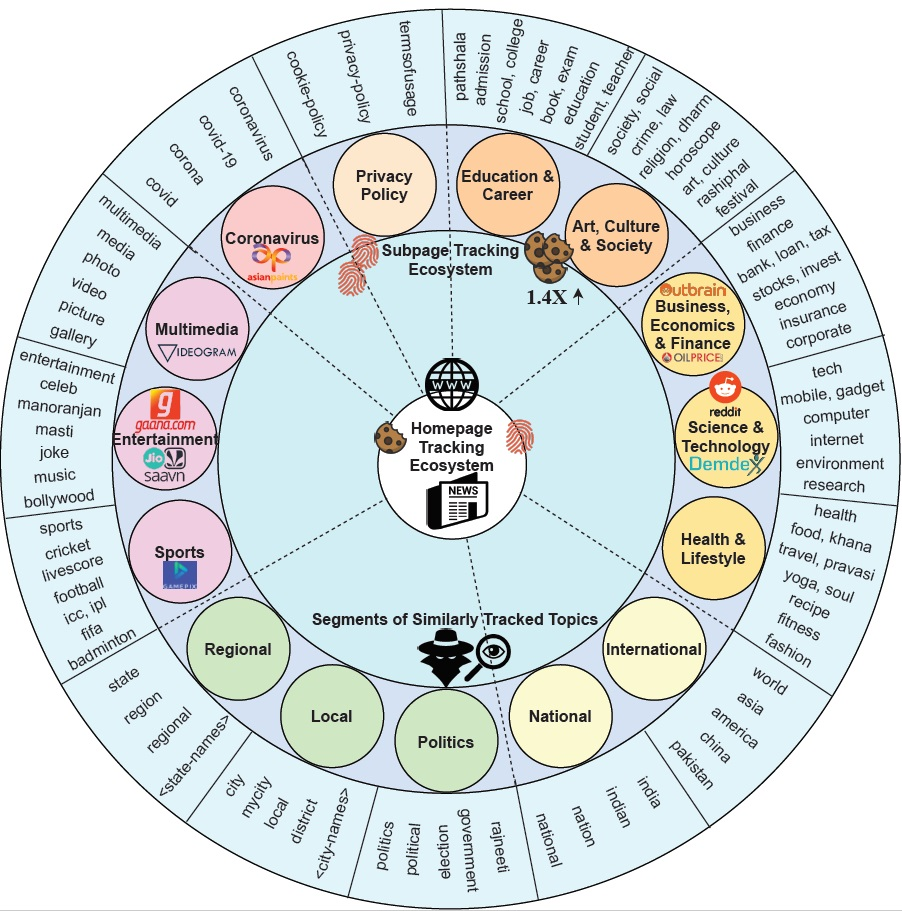 cookie-policy
privacy-policy
termsofusage
pathshala
admission
school, college
job, career
book, exam
education
student, teacher
society, social
crime, law
religion, dharm
horoscope
art, culture
rashiphal
festival
business
finance
bank, loan, tax
stocks, invest
economy
insurance
corporate
tech
mobile, gadget
computer
internet
environment
research
health
food, khana
travel, pravasi
yoga, soul
recipe
fitness
fashion
world
asia
america
china
pakistan
india
indian
nation
national
rajneeti
government
election
political
politics
<city-names>
district
local
mycity
city
<state-names>
regional
region
state
sports
cricket
livescore
football
icc, ipl
fifa
badminton
entertainment
celeb
manoranjan
masti
joke
music
bollywood
multimedia
media
photo
video
picture
gallery
covid
corona
covid-19
coronavirus
Privacy
Policy
Education &
Career
Art, Culture
& Society
Outbrain
Business,
Economics
& Finance
OILPRICE
reddit
Science &
Technology
Demdex
Health &
Lifestyle
International
National
Politics
Local
Regional
Sports
GAMEPIX
g
gaana.com
Entertainment
Jio
saavn
Multimedia
VIDEOGRAM
Coronavirus
asianpaints
Subpage Tracking
Ecosystem
1.4X
WWW
Homepage
Tracking
Ecosystem
NEWS
Segments of Similarly Tracked Topics